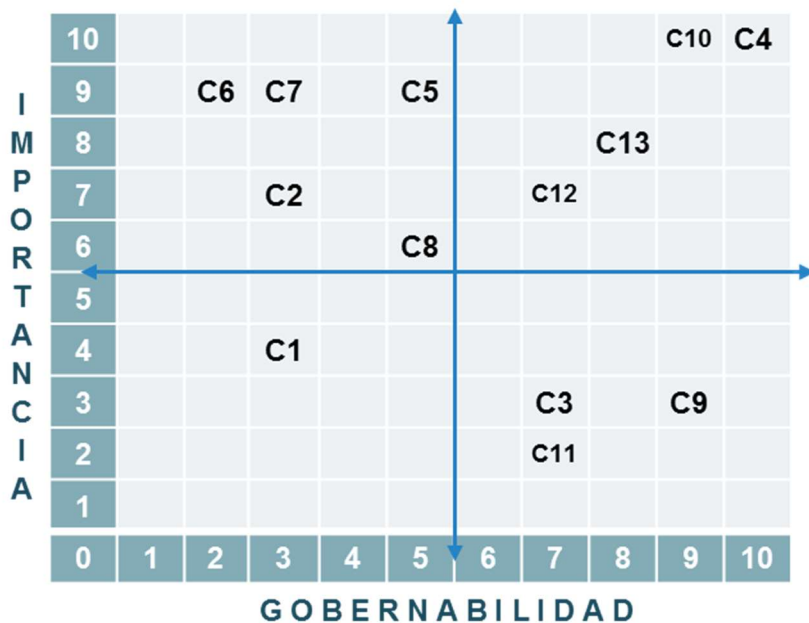 IMPORTANCIA
10 C10 C4
9 C6 C7 C5
8 C13
7 C2 C12
6 C8
5
4 C1
3 C3 C9
2 C11
1
0 1 2 3 4 5 6 7 8 9 10
GOBERNABILIDAD